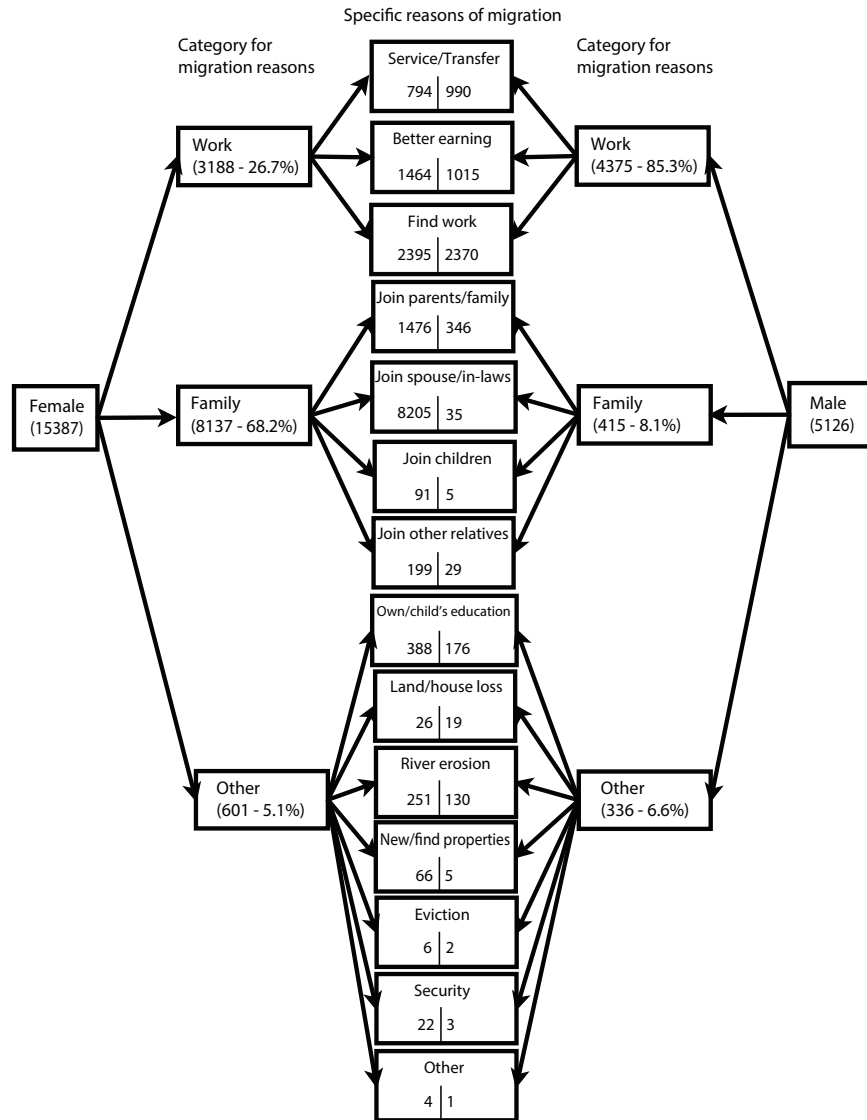 Specific reasons of migration
Category for
migration reasons
Category for
migration reasons
Service/Transfer
794 990
Work
(3188 - 26.7%)
Better earning
1464 1015
Work
(4375 - 85.3%)
Find work
2395 2370
Join parents/family
1476 346
Female
(15387)
Family
(8137 - 68.2%)
Join spouse/in-laws
8205 35
Family
(415 - 8.1%)
Male
(5126)
Join children
91 5
Join other relatives
199 29
Own/child's education
388 176
Land/house loss
26 19
Other
(601 - 5.1%)
River erosion
251 130
Other
(336 - 6.6%)
New/find properties
66 5
Eviction
6 2
Security
22 3
Other
4 1